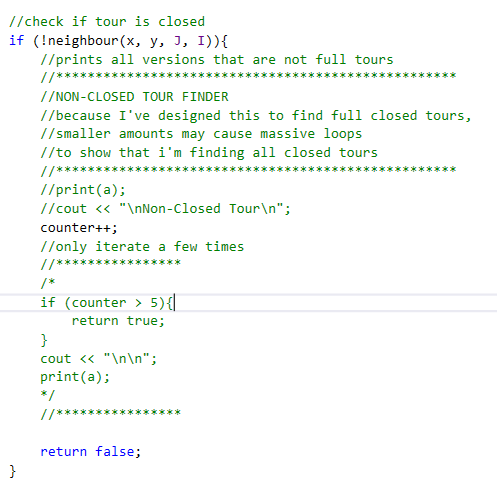 //check if tour is closed
if (!neighbour(x, y, J, I)){
    //prints all versions that are not full tours
    //***************************************************
    //NON-CLOSED TOUR FINDER
    //because I've designed this to find full closed tours,
    //smaller amounts may cause massive loops
    //to show that i'm finding all closed tours
    //***************************************************
    //print(a);
    //cout << "\nNon-Closed Tour\n";
    counter++;
    //only iterate a few times
    //****************
    /*
    if (counter > 5){
        return true;
    }
    cout << "\n\n";
    print(a);
    */
    //****************

    return false;
}